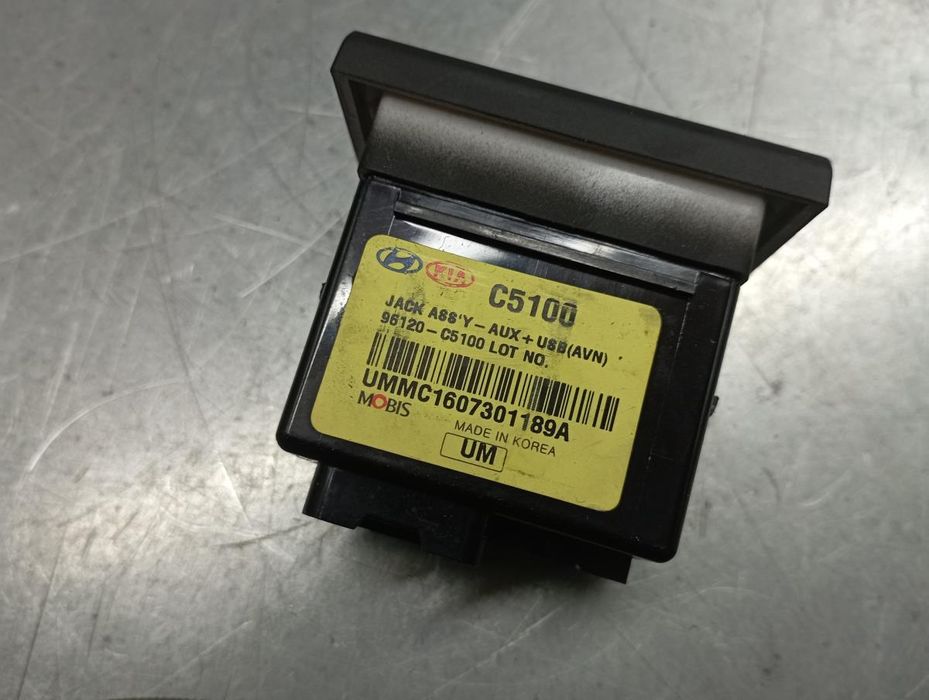 KIA C5100
JACK ASS'Y-AUX+USB(AVN)
96120-C5100 LOT NO.
UMMC1607301189A
MOBIS
MADE IN KOREA
UM